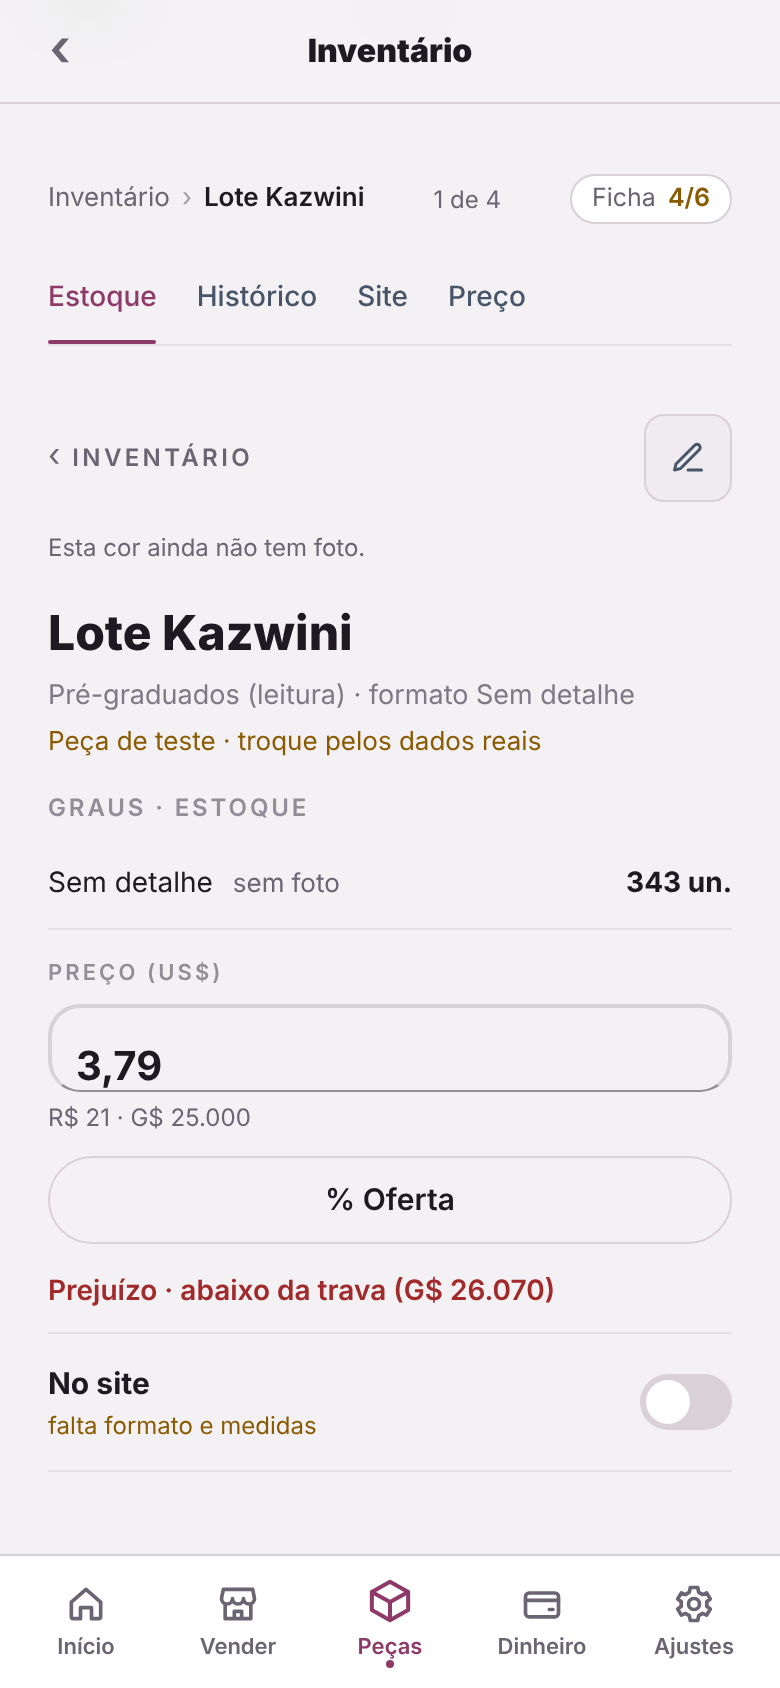 Inventário
Inventário › Lote Kazwini 1 de 4 Ficha 4/6
Estoque Histórico Site Preço
‹ INVENTÁRIO
Esta cor ainda não tem foto.
Lote Kazwini
Pré-graduados (leitura) · formato Sem detalhe
Peça de teste · troque pelos dados reais
GRAUS · ESTOQUE
Sem detalhe sem foto 343 un.
PREÇO (US$)
3,79
R$ 21 · G$ 25.000
% Oferta
Prejuízo · abaixo da trava (G$ 26.070)
No site
falta formato e medidas
Início Vender Peças Dinheiro Ajustes